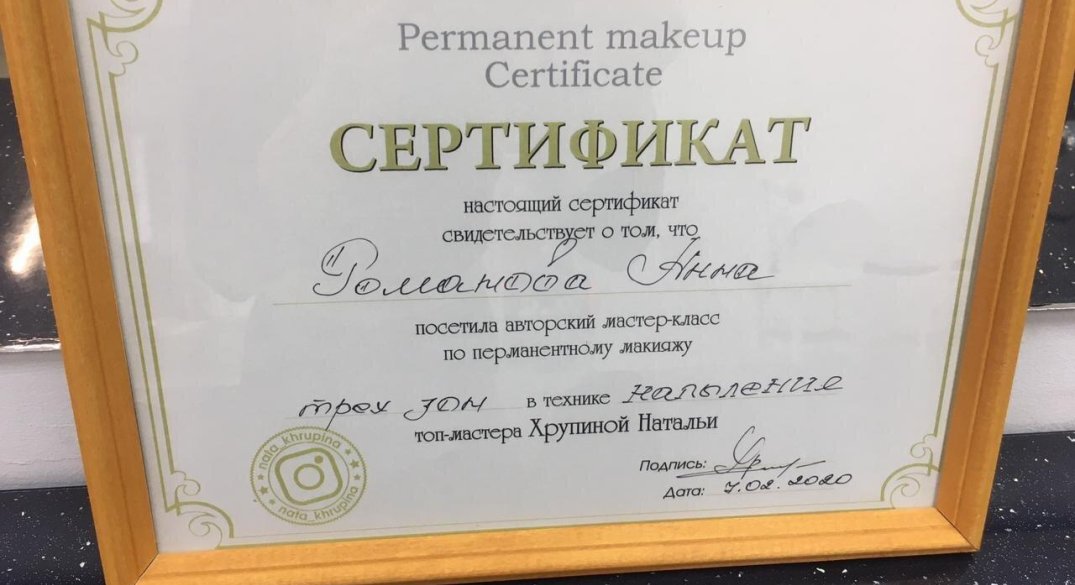 Permanent makeup
Certificate
СЕРТИФИКАТ
настоящий сертификат
свидетельствует о том, что
Романова Анна
посетила авторский мастер-класс
по перманентному макияжу
трех зон в технике напыление
топ-мастера Хрупиной Натальи
Подпись:
Дата: 7.02.2020
nata_khrupina
nata_khrupina